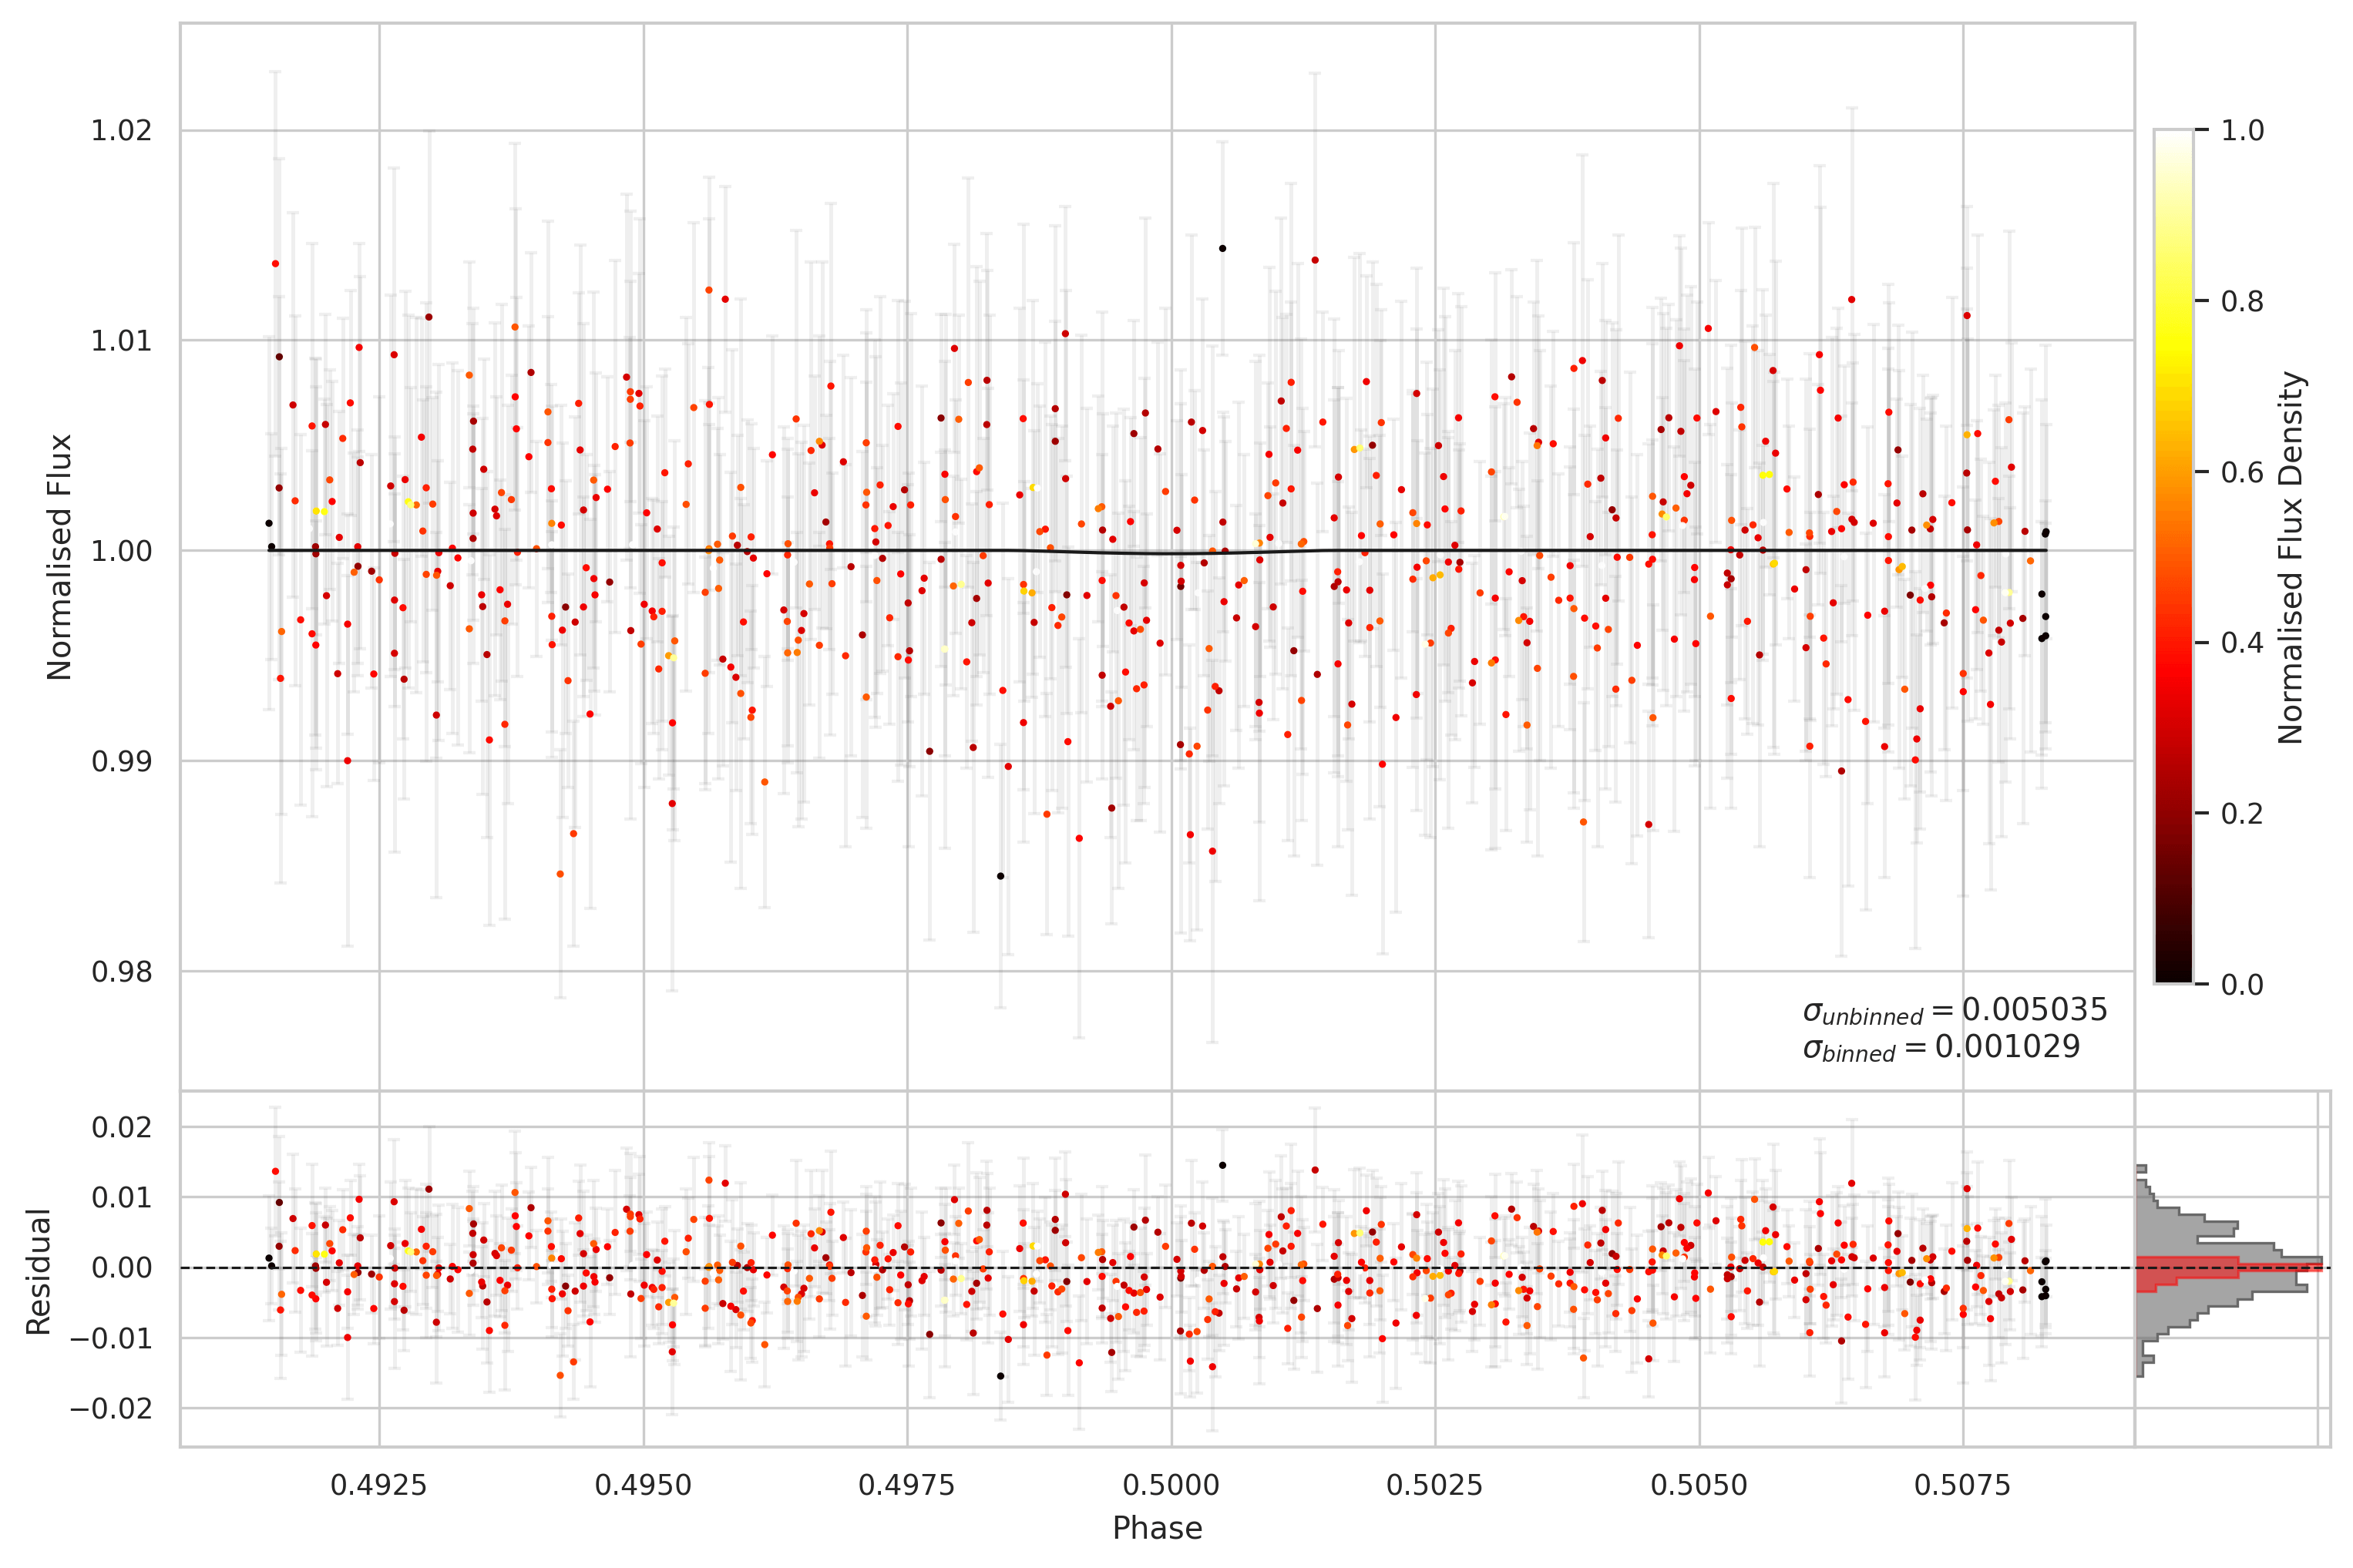 1.02
1.01
1.00
0.99
0.98
Normalised Flux
1.0
0.8
0.6
0.4
0.2
0.0
Normalised Flux Density
σunbinned = 0.005035
σbinned = 0.001029
0.02
0.01
0.00
−0.01
−0.02
Residual
0.4925 0.4950 0.4975 0.5000 0.5025 0.5050 0.5075
Phase